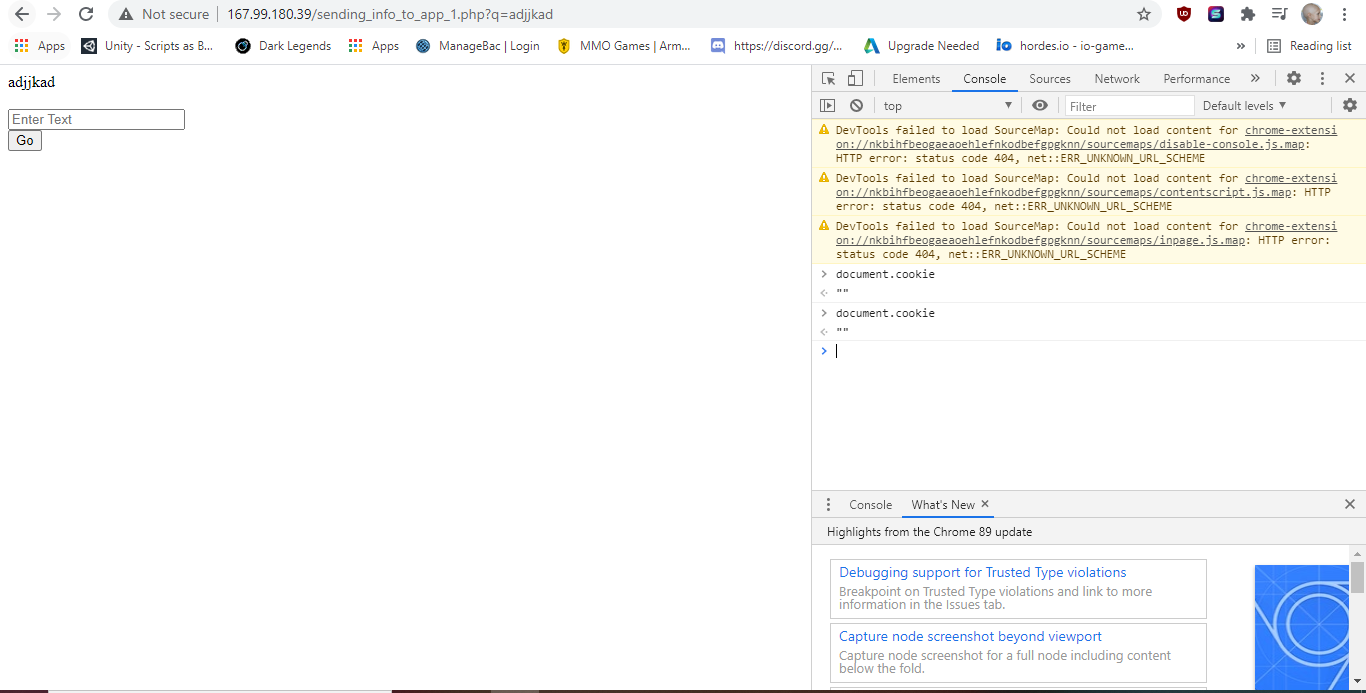 Not secure | 167.99.180.39/sending_info_to_app_1.php?q=adjjkad
Apps Unity - Scripts as B... Dark Legends Apps ManageBac | Login MMO Games | Arm... https://discord.gg/... Upgrade Needed hordes.io - io-game... » Reading list
adjjkad
Enter Text
Go
Elements Console Sources Network Performance »
top Filter Default levels
DevTools failed to load SourceMap: Could not load content for chrome-extensi
on://nkbihfbeogaeaoehlefnkodbefgpgknn/sourcemaps/disable-console.js.map:
HTTP error: status code 404, net::ERR_UNKNOWN_URL_SCHEME
DevTools failed to load SourceMap: Could not load content for chrome-extensi
on://nkbihfbeogaeaoehlefnkodbefgpgknn/sourcemaps/contentscript.js.map: HTTP
error: status code 404, net::ERR_UNKNOWN_URL_SCHEME
DevTools failed to load SourceMap: Could not load content for chrome-extensi
on://nkbihfbeogaeaoehlefnkodbefgpgknn/sourcemaps/inpage.js.map: HTTP error:
status code 404, net::ERR_UNKNOWN_URL_SCHEME
document.cookie
""
document.cookie
""
Console What's New
Highlights from the Chrome 89 update
Debugging support for Trusted Type violations
Breakpoint on Trusted Type violations and link to more
information in the Issues tab.
Capture node screenshot beyond viewport
Capture node screenshot for a full node including content
below the fold.